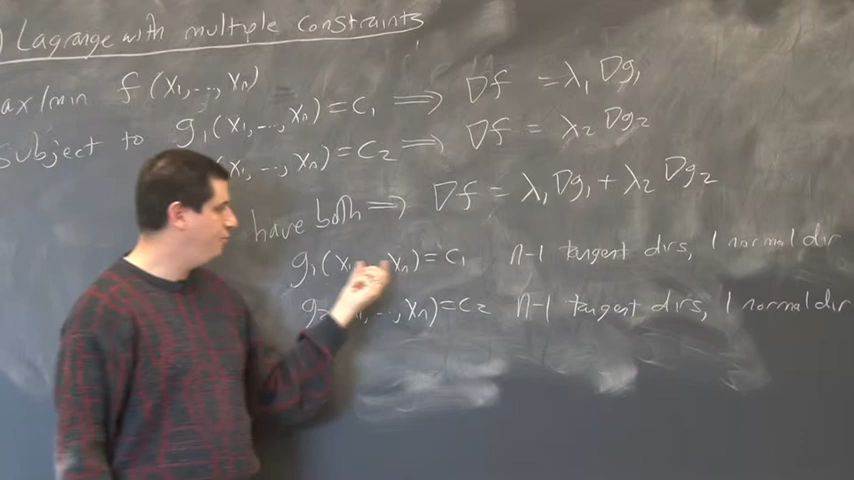 ) Lagrange with multiple constraints
ax/min f(x₁,...,xₙ)
subject to g₁(x₁,...,xₙ)=c₁ ⟹ ∇f = λ₁∇g₁
(x₁,...,xₙ)=c₂ ⟹ ∇f = λ₂ ∇g₂
have both ⟹ ∇f = λ₁∇g₁ + λ₂ ∇g₂
g₁(x₁ xₙ)=c₁ n-1 tangent dirs, 1 normal dir
g₂ ,...,xₙ)=c₂ n-1 tangent dirs, 1 normal dir